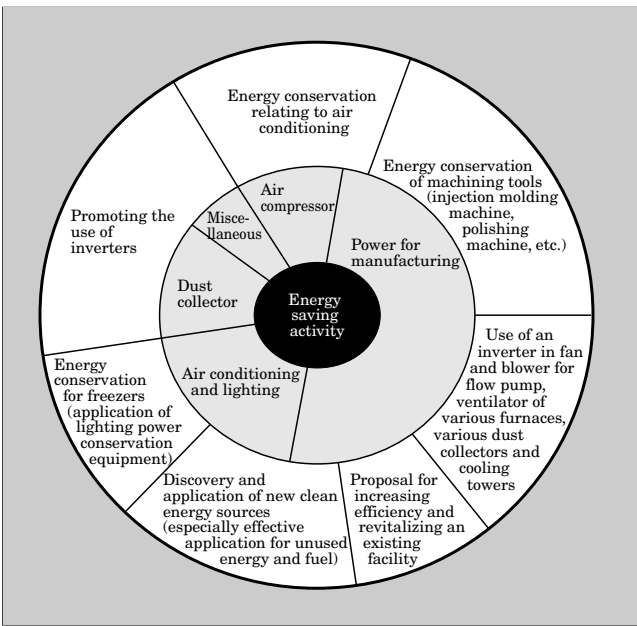 Energy conservation
relating to air
conditioning
Energy conservation
of machining tools
(injection molding
machine,
polishing
machine, etc.)
Promoting the
use of
inverters
Air
compressor
Misce-
llaneous
Power for
manufacturing
Dust
collector
Energy
saving
activity
Air conditioning
and lighting
Use of an
inverter in fan
and blower for
flow pump,
ventilator of
various furnaces,
various dust
collectors and
cooling
towers
Energy
conservation
for freezers
(application of
lighting power
conservation
equipment)
Discovery and
application of new clean
energy sources
(especially effective
application for unused
energy and fuel)
Proposal for
increasing
efficiency and
revitalizing an
existing
facility